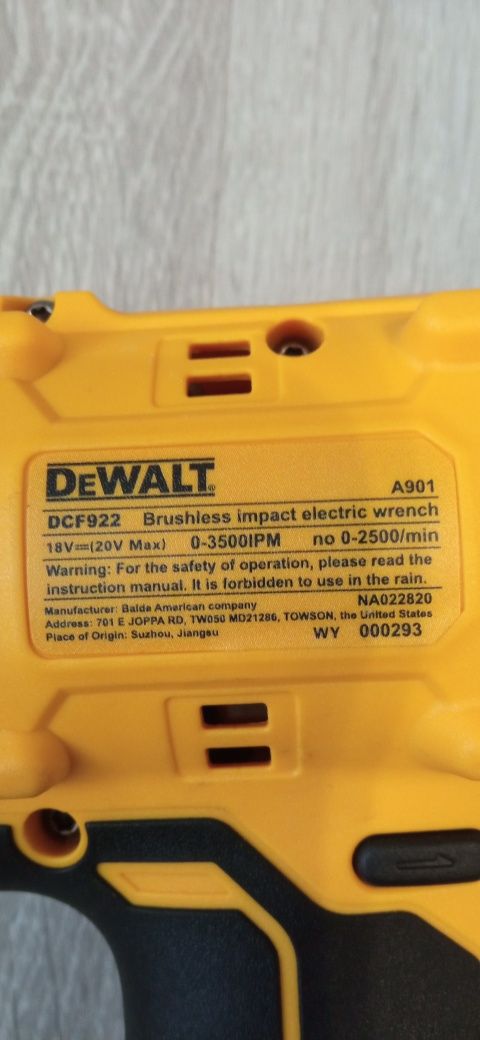 DEWALT®
A901
DCF922 Brushless impact electric wrench
18V⎓(20V Max) 0-3500IPM no 0-2500/min
Warning: For the safety of operation, please read the
instruction manual. It is forbidden to use in the rain.
Manufacturer: Balde American company NA022820
Address: 701 E JOPPA RD, TW050 MD21286, TOWSON, the United States
Place of Origin: Suzhou, Jiangsu WY 000293